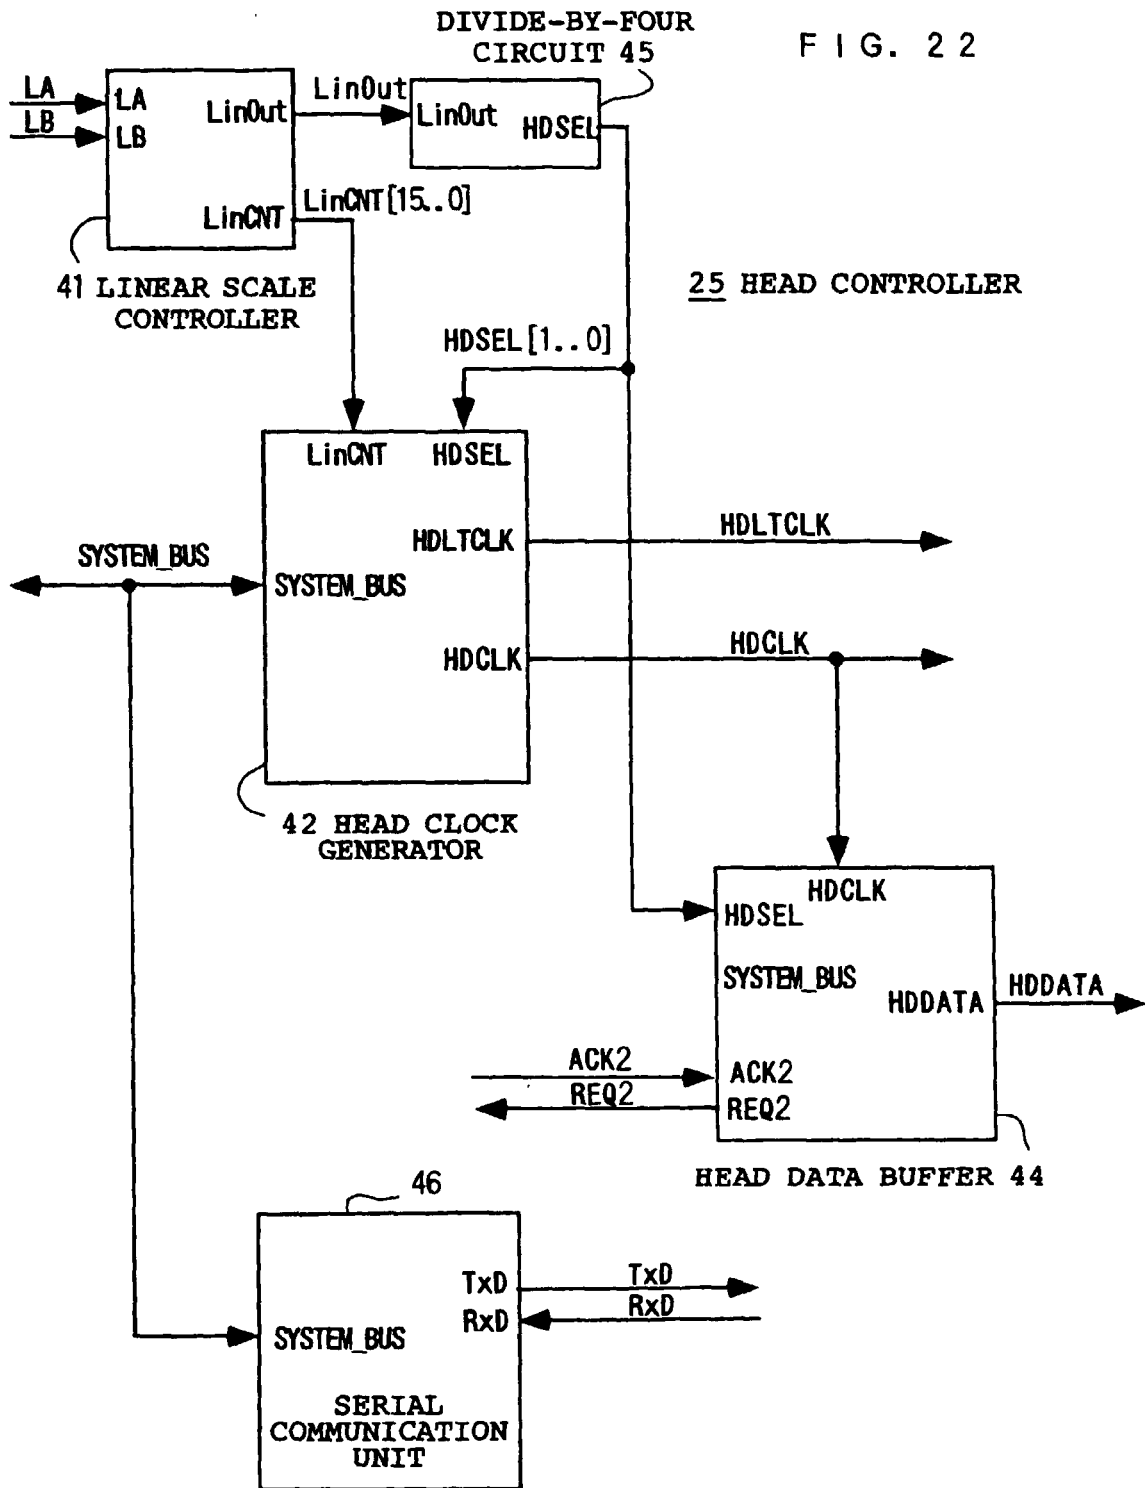 DIVIDE-BY-FOUR
CIRCUIT 45
FIG. 22
LA
LB
LA
LB
LinOut
LinCNT
LinOut
LinOut
HDSEL
LinCNT[15..0]
41 LINEAR SCALE
CONTROLLER
25 HEAD CONTROLLER
HDSEL[1..0]
LinCNT
HDSEL
HDLTCLK
HDLTCLK
SYSTEM_BUS
SYSTEM_BUS
HDCLK
HDCLK
42 HEAD CLOCK
GENERATOR
HDCLK
HDSEL
SYSTEM_BUS
HDDATA
HDDATA
ACK2
ACK2
REQ2
REQ2
HEAD DATA BUFFER 44
46
TxD
TxD
RxD
RxD
SYSTEM_BUS
SERIAL
COMMUNICATION
UNIT